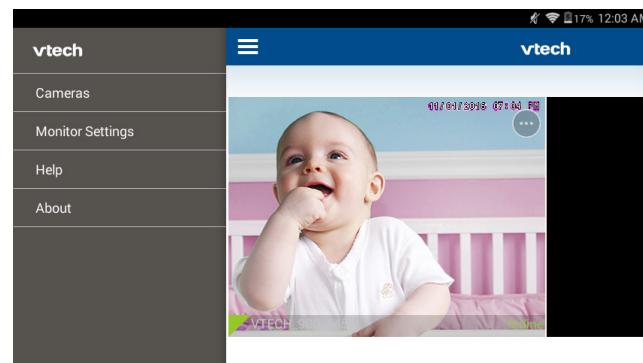 17% 12:03 AM
vtech
Cameras
Monitor Settings
Help
About
vtech
11/01/2015 07:04 PM
VTECH